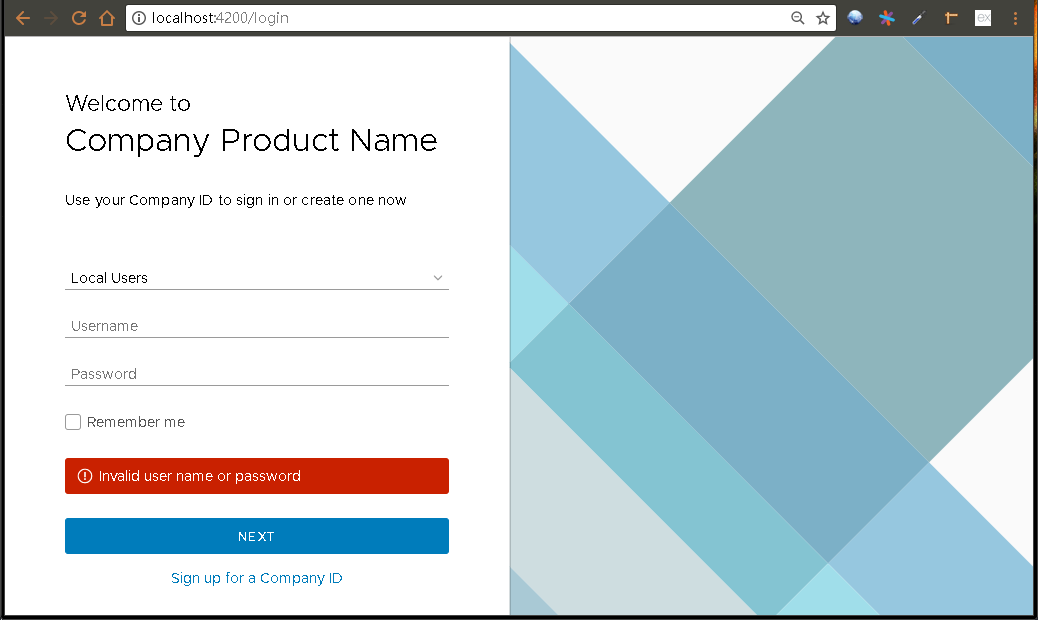 localhost:4200/login
ex
Welcome to
Company Product Name
Use your Company ID to sign in or create one now
Local Users
Username
Password
Remember me
Invalid user name or password
NEXT
Sign up for a Company ID